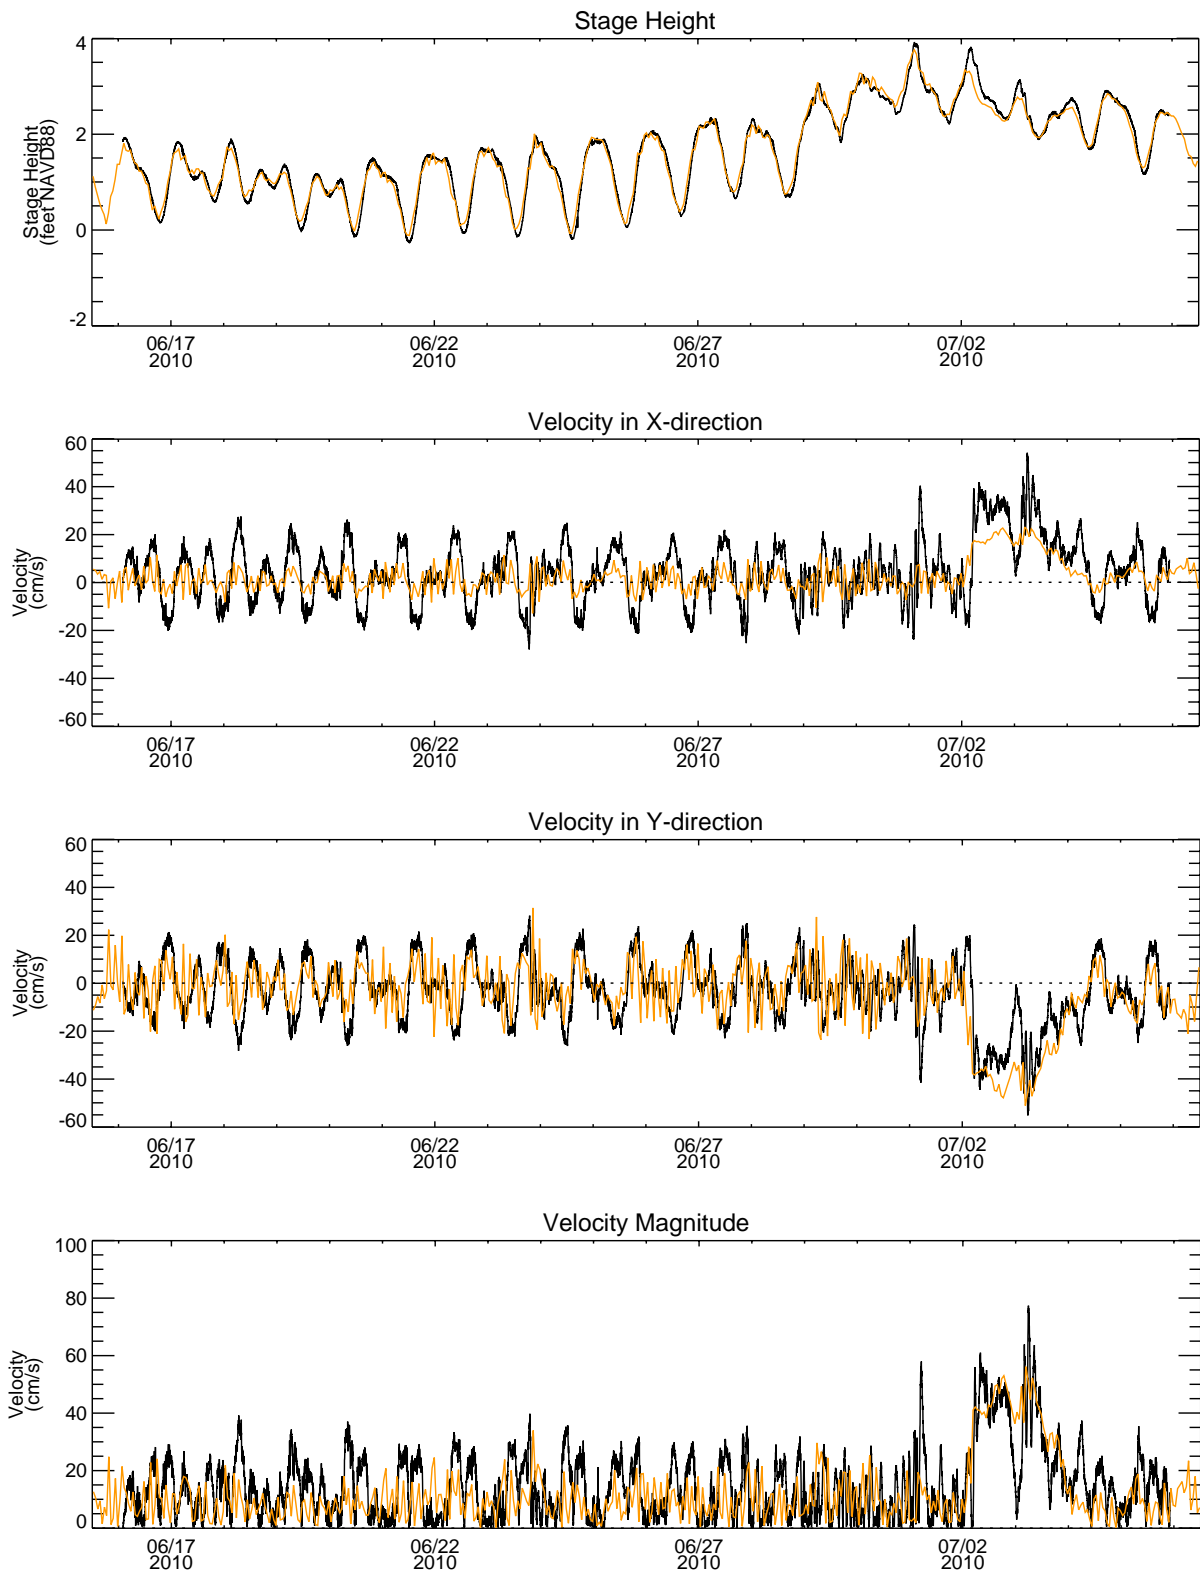 Stage Height
4
2
0
-2
Stage Height
(feet NAVD88)
06/17 06/22 06/27 07/02
2010 2010 2010 2010
Velocity in X-direction
60
40
20
0
-20
-40
-60
Velocity
(cm/s)
06/17 06/22 06/27 07/02
2010 2010 2010 2010
Velocity in Y-direction
60
40
20
0
-20
-40
-60
Velocity
(cm/s)
06/17 06/22 06/27 07/02
2010 2010 2010 2010
Velocity Magnitude
100
80
60
40
20
0
Velocity
(cm/s)
06/17 06/22 06/27 07/02
2010 2010 2010 2010